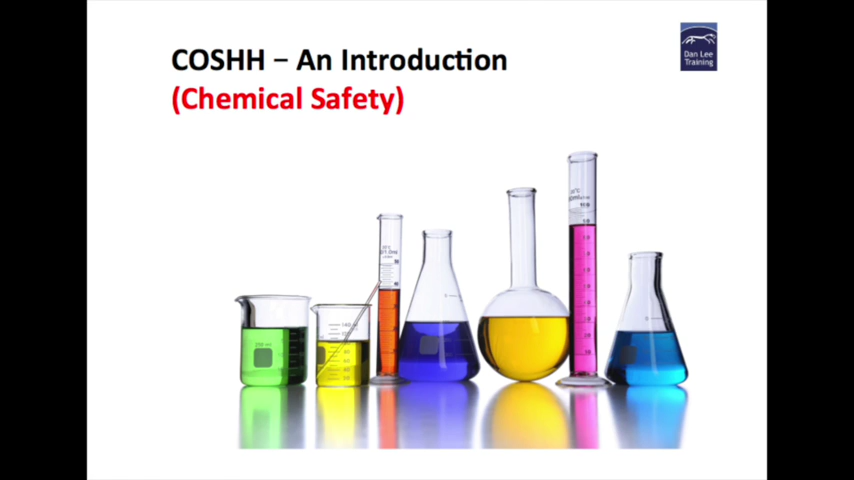 COSHH – An Introduction
(Chemical Safety)
Dan Lee
Training